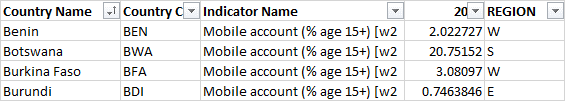 Country Name Country C Indicator Name 20 REGION
Benin BEN Mobile account (% age 15+) [w2 2.022727 W
Botswana BWA Mobile account (% age 15+) [w2 20.75152 S
Burkina Faso BFA Mobile account (% age 15+) [w2 3.08097 W
Burundi BDI Mobile account (% age 15+) [w2 0.7463846 E